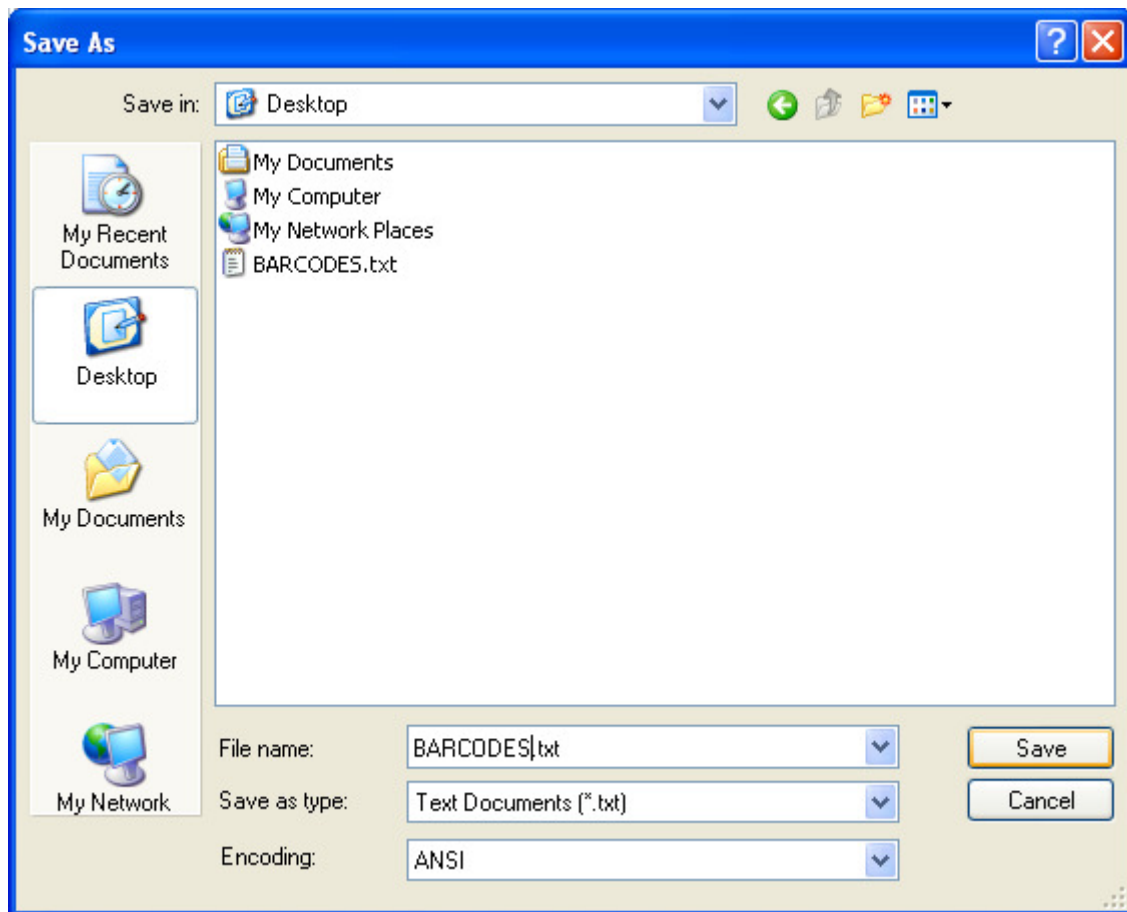 Save As
Save in:
Desktop
My Recent
Documents
Desktop
My Documents
My Computer
My Network
My Documents
My Computer
My Network Places
BARCODES.txt
File name:
BARCODES.txt
Save
Save as type:
Text Documents (*.txt)
Cancel
Encoding:
ANSI